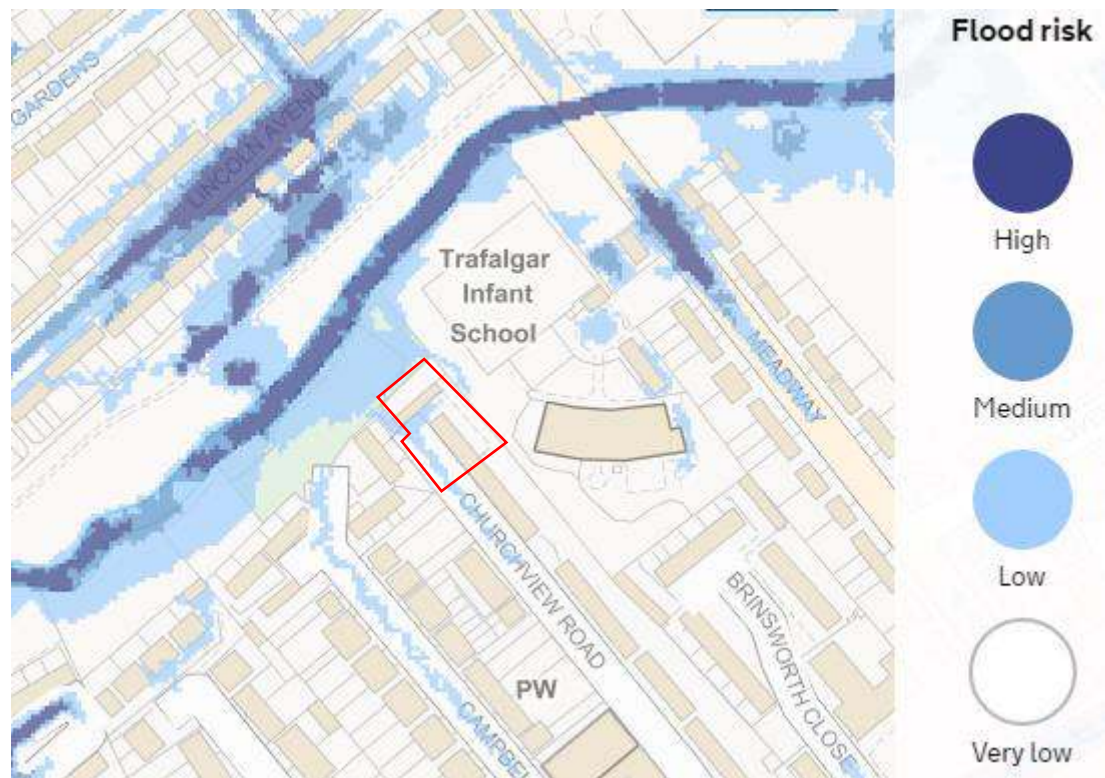 Flood risk
GARDENS
LINCOLN AVENUE
High
Trafalgar
Infant
School
MEADWAY
Medium
CHURCHVIEW ROAD
Low
BRINSWORTH CLOSE
PW
CAMPBE
Very low